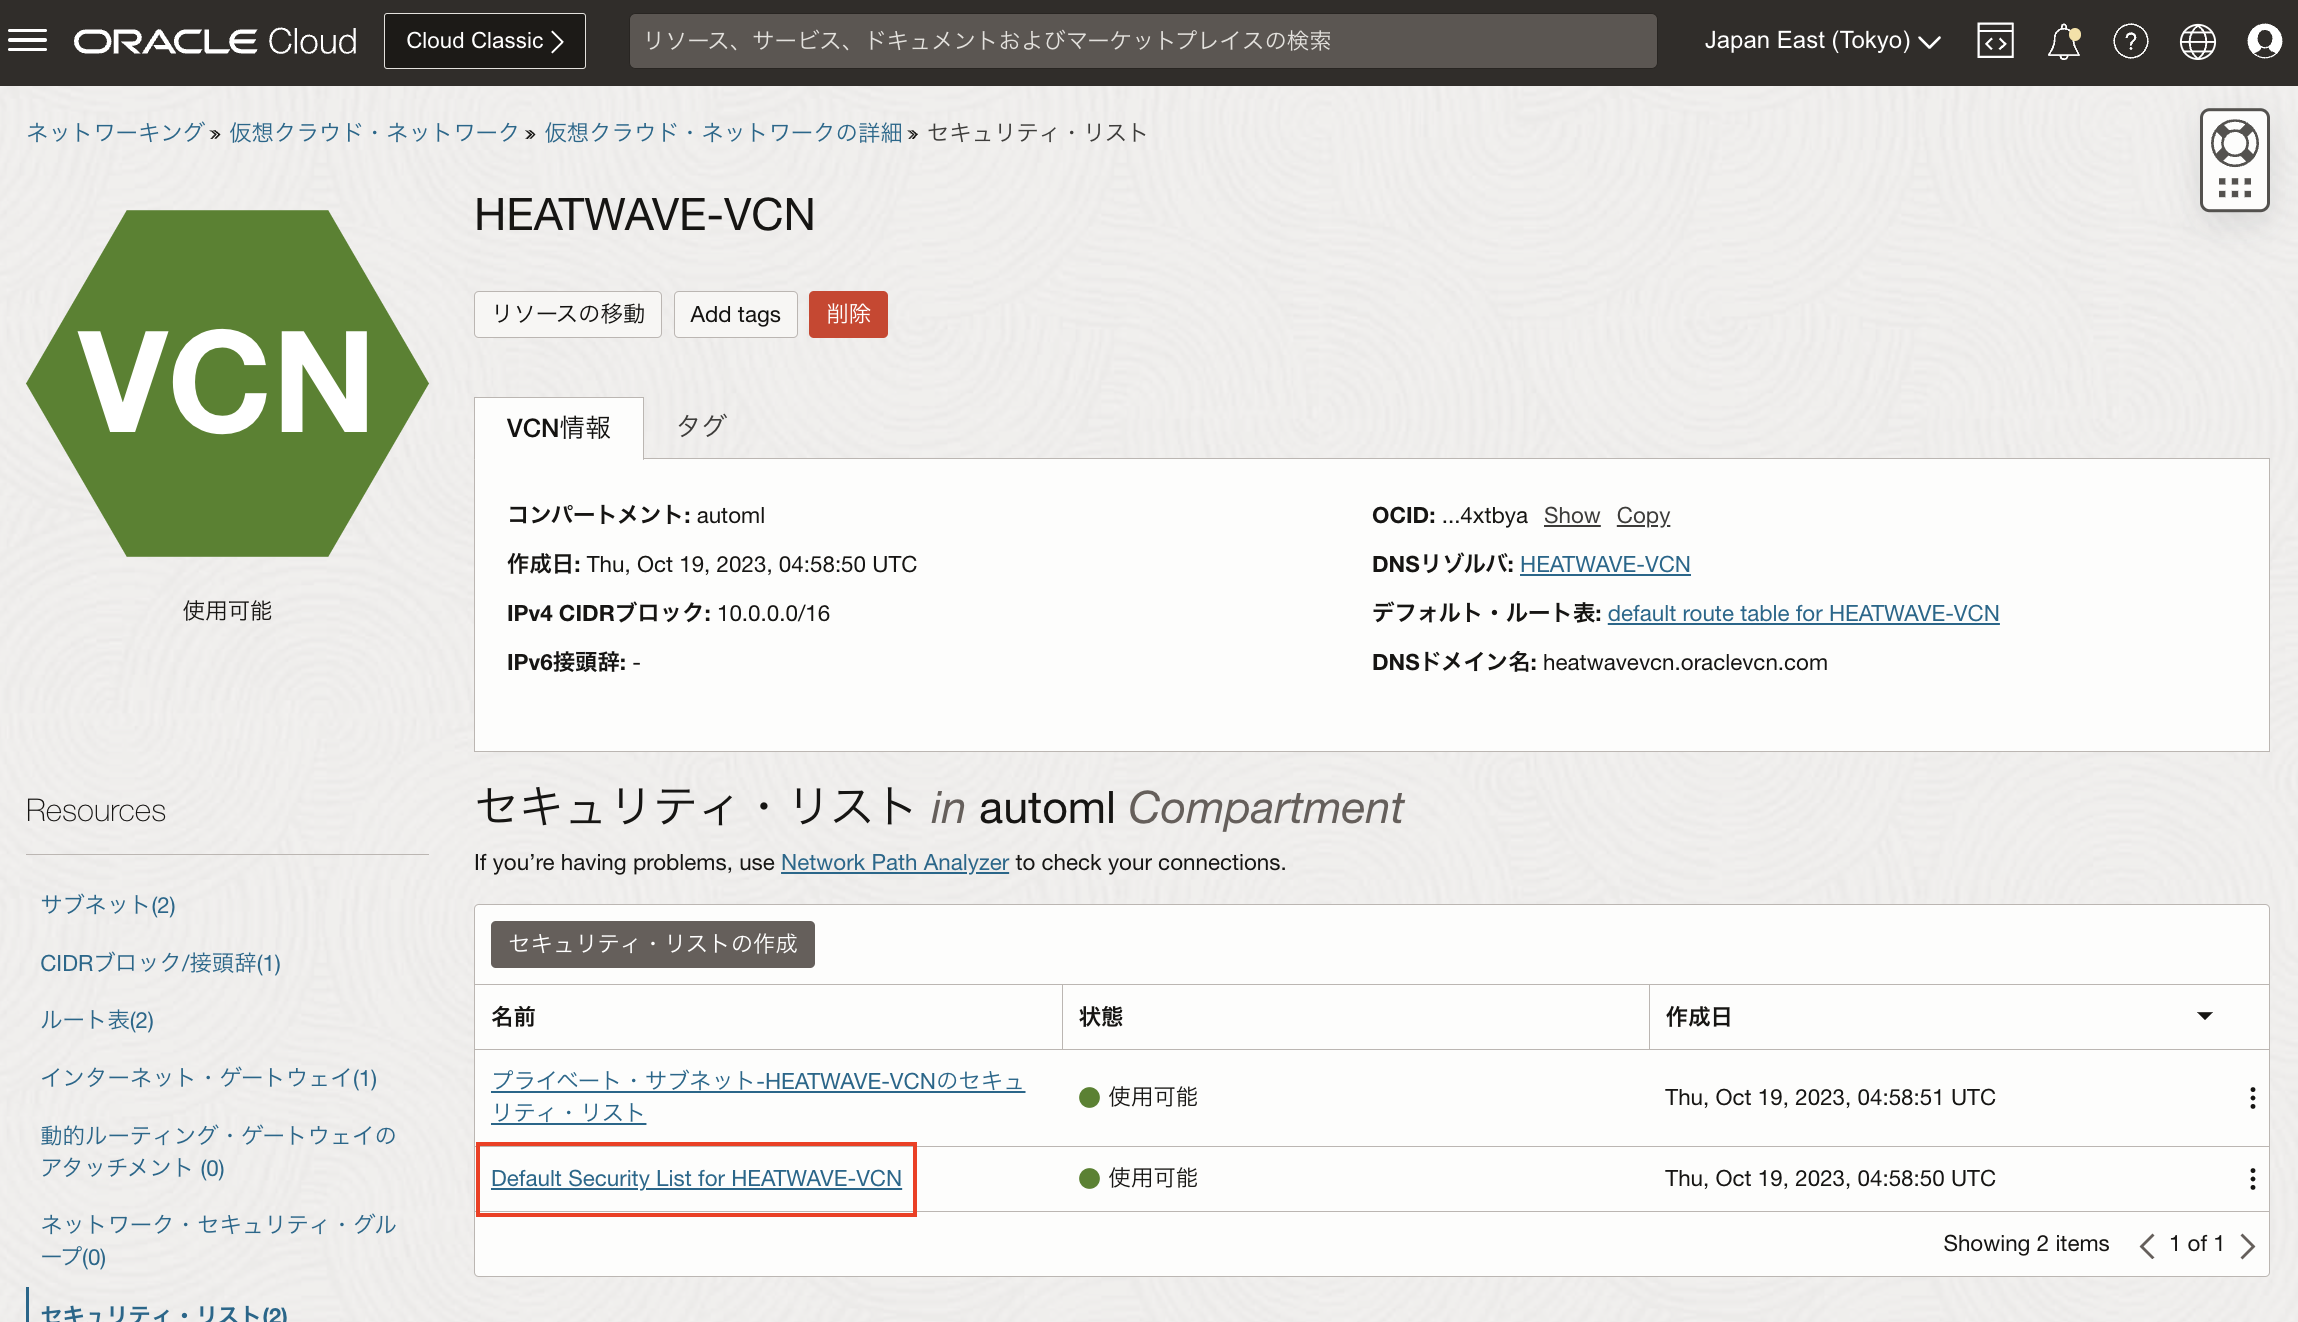 ORACLE Cloud
Cloud Classic
リソース、サービス、ドキュメントおよびマーケットプレイスの検索
Japan East (Tokyo)
ネットワーキング » 仮想クラウド・ネットワーク » 仮想クラウド・ネットワークの詳細 » セキュリティ・リスト
VCN
使用可能
HEATWAVE-VCN
リソースの移動
Add tags
削除
VCN情報
タグ
コンパートメント: automl
作成日: Thu, Oct 19, 2023, 04:58:50 UTC
IPv4 CIDRブロック: 10.0.0.0/16
IPv6接頭辞: -
OCID: ...4xtbya Show Copy
DNSリゾルバ: HEATWAVE-VCN
デフォルト・ルート表: default route table for HEATWAVE-VCN
DNSドメイン名: heatwavevcn.oraclevcn.com
Resources
サブネット(2)
CIDRブロック/接頭辞(1)
ルート表(2)
インターネット・ゲートウェイ(1)
動的ルーティング・ゲートウェイの
アタッチメント (0)
ネットワーク・セキュリティ・グル
ープ(0)
セキュリティ・リスト(2)
セキュリティ・リスト in automl Compartment
If you’re having problems, use Network Path Analyzer to check your connections.
セキュリティ・リストの作成
名前
状態
作成日
プライベート・サブネット-HEATWAVE-VCNのセキュ
リティ・リスト
使用可能
Thu, Oct 19, 2023, 04:58:51 UTC
Default Security List for HEATWAVE-VCN
使用可能
Thu, Oct 19, 2023, 04:58:50 UTC
Showing 2 items
1 of 1